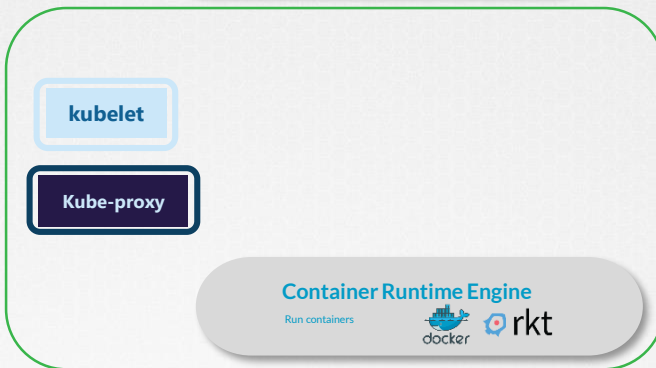 kubelet
Kube-proxy
Container Runtime Engine
Run containers
docker
rkt